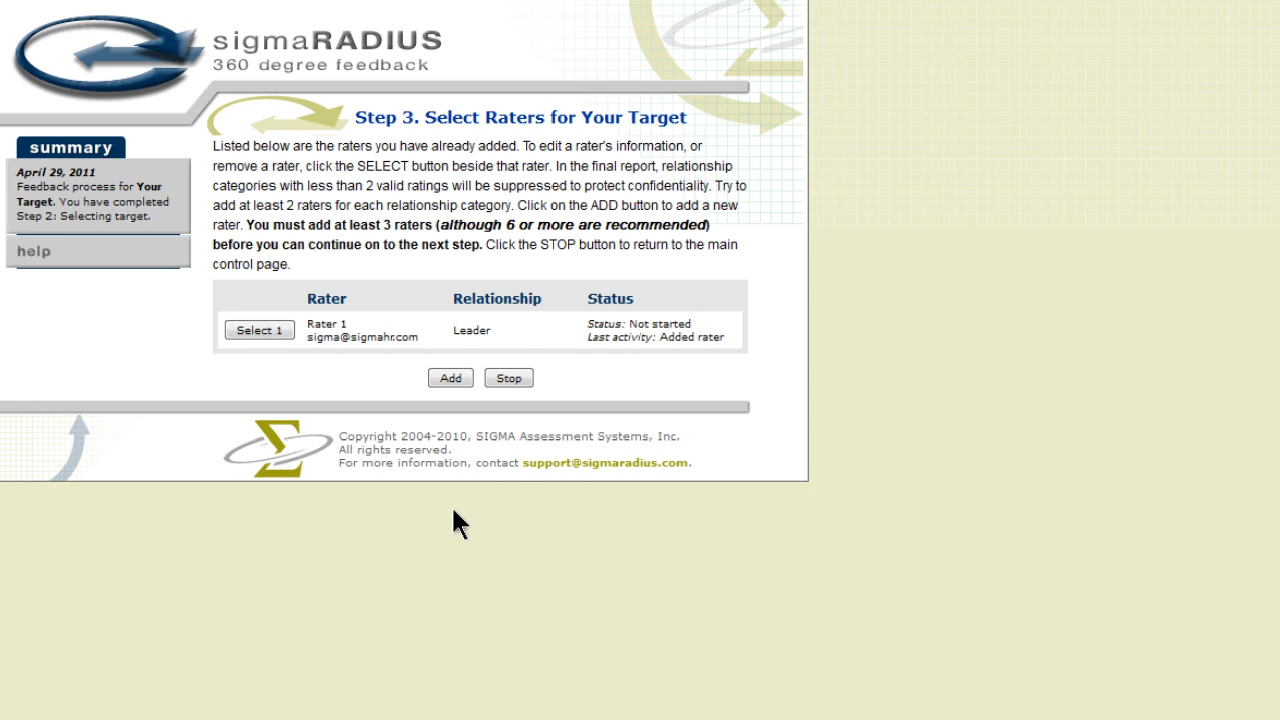 sigmaRADIUS
360 degree feedback
Step 3. Select Raters for Your Target
summary
April 29, 2011
Feedback process for Your
Target. You have completed
Step 2: Selecting target.
help
Listed below are the raters you have already added. To edit a rater's information, or
remove a rater, click the SELECT button beside that rater. In the final report, relationship
categories with less than 2 valid ratings will be suppressed to protect confidentiality. Try to
add at least 2 raters for each relationship category. Click on the ADD button to add a new
rater. You must add at least 3 raters (although 6 or more are recommended)
before you can continue on to the next step. Click the STOP button to return to the main
control page.
Rater Relationship Status
Select 1 Rater 1 Leader Status: Not started
sigma@sigmahr.com Last activity: Added rater
Add Stop
Copyright 2004-2010, SIGMA Assessment Systems, Inc.
All rights reserved.
For more information, contact support@sigmaradius.com.